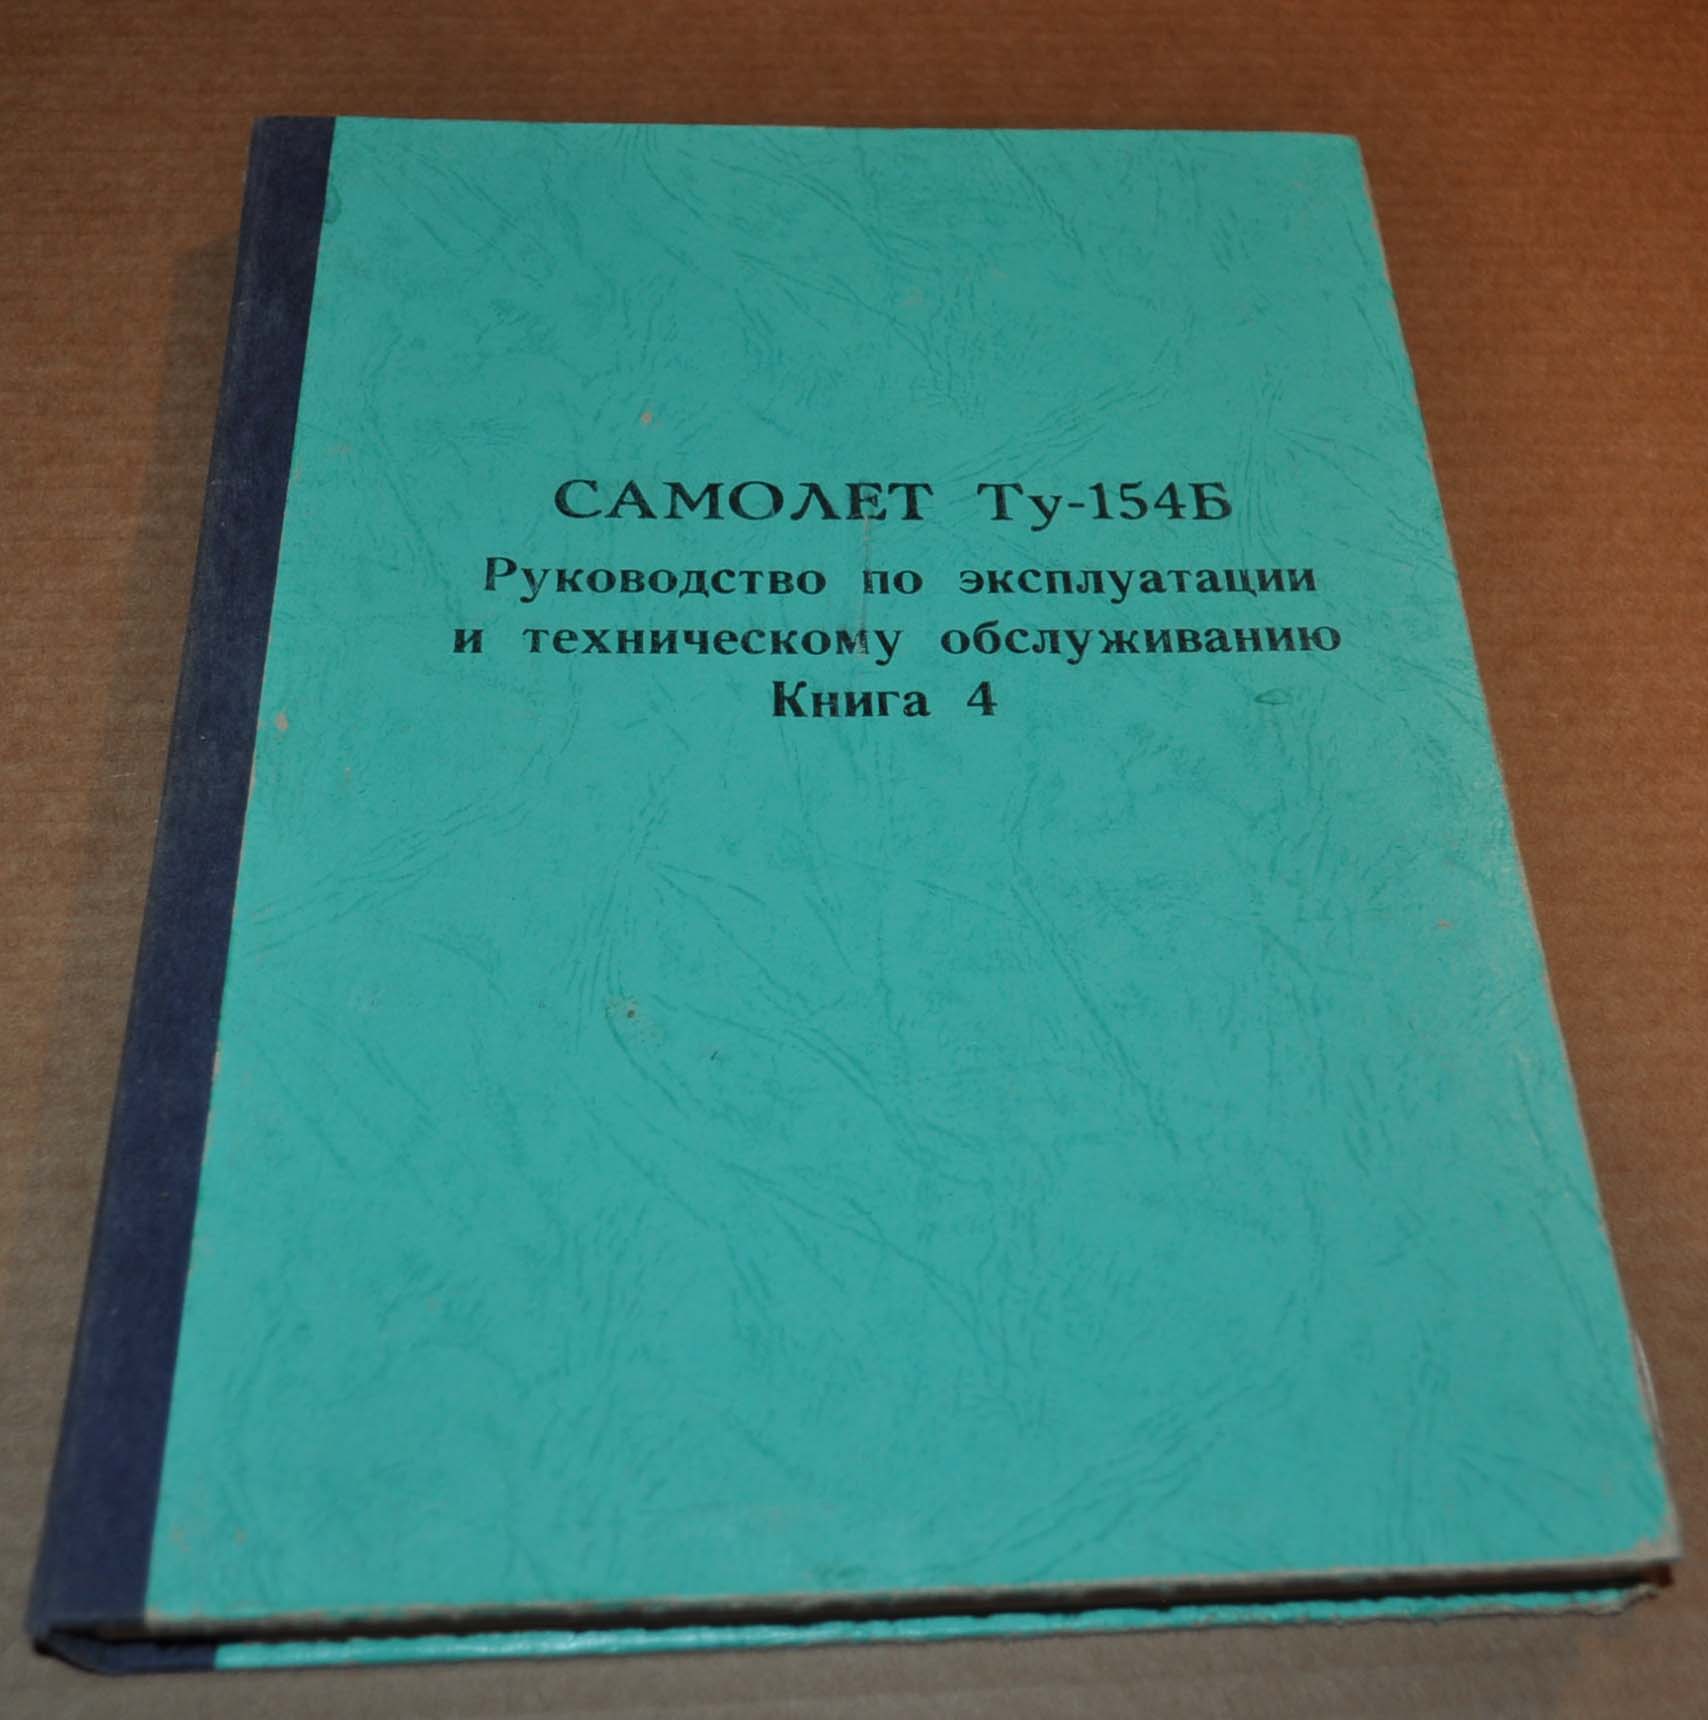 САМОЛЕТ Ту-154Б
Руководство по эксплуатации
и техническому обслуживанию
Книга 4